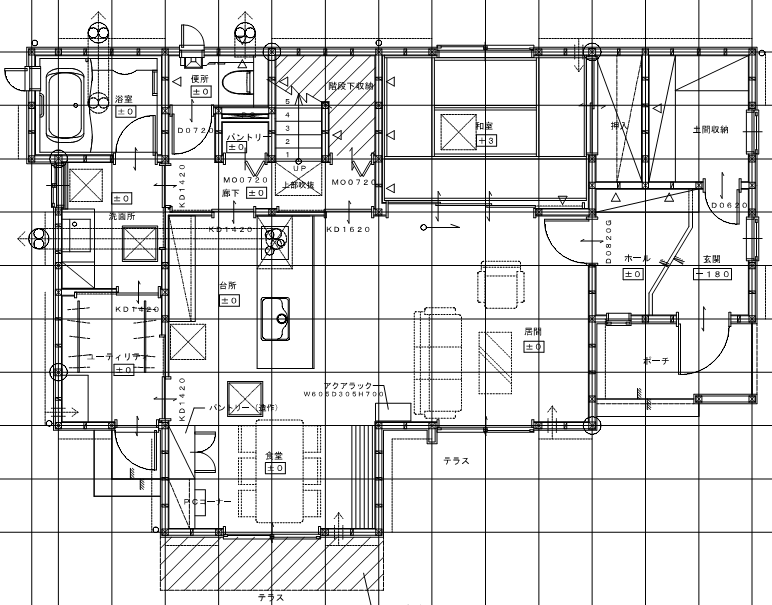 便所
±0
階段下収納
浴室
±0
D0720
パントリー
±0
5
4
3
2
1
UP
上部吹抜
MO0720
MO0720
廊下 ±0
KD1420
和室
+3
押入
土間収納
D0620
±0
洗面所
KD1420
KD1620
D0820G
ホール
±0
玄関
-180
台所
±0
KD1420
居間
±0
ユーティリティ
±0
ポーチ
KD1420
アクアラック
W605D305H700
パントリー(造作)
食堂
±0
テラス
PCコーナー
テラス